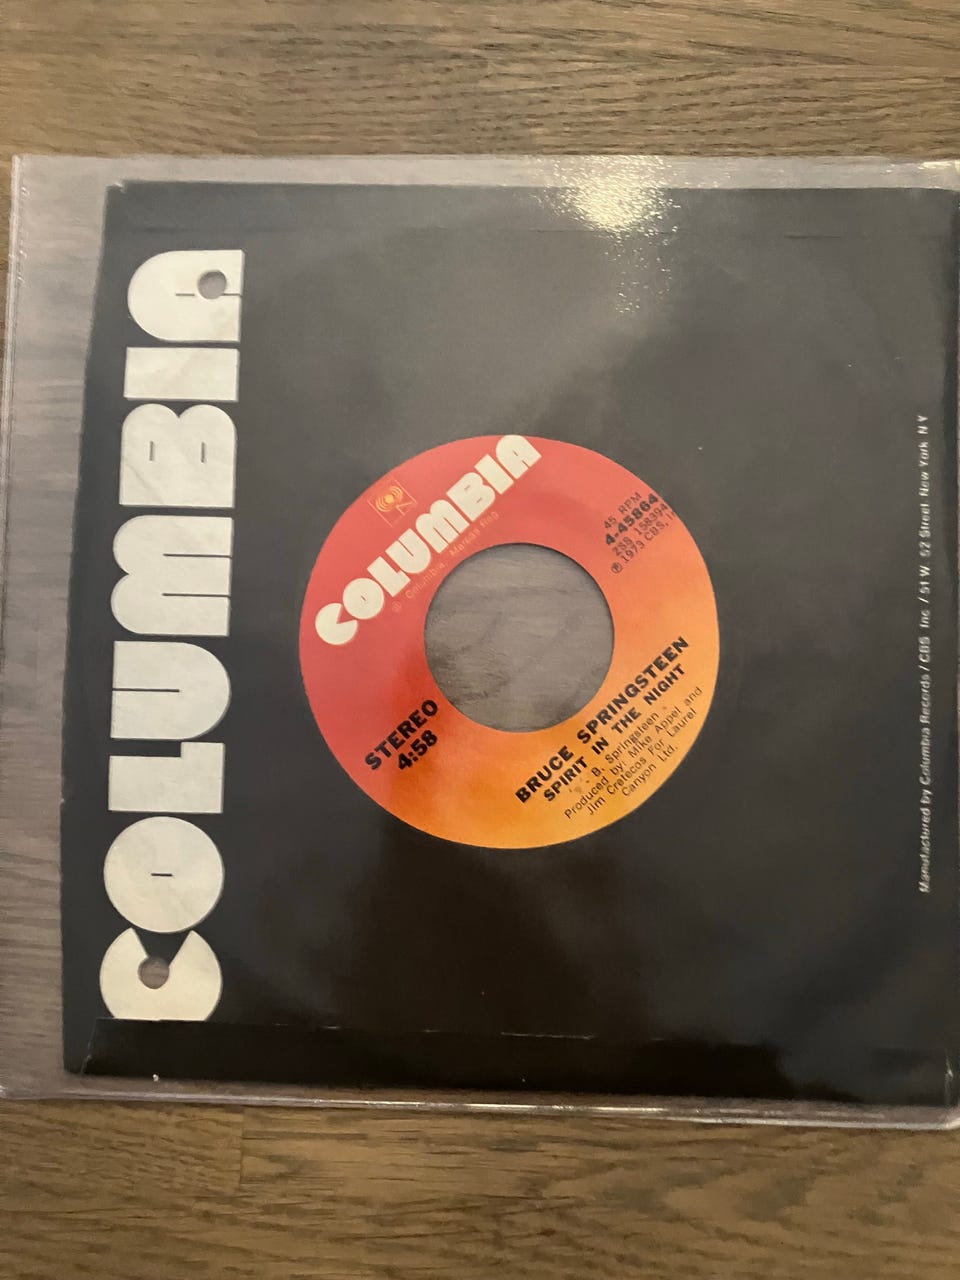 COLUMBIA
COLUMBIA
© Columbia, Marcas Reg
45 RPM
4-45864
ZSS 158394
℗ 1973 CBS,
STEREO
4:58
BRUCE SPRINGSTEEN
SPIRIT IN THE NIGHT
- B. Springsteen -
Produced by: Mike Appel and
Jim Cretecos For Laurel
Canyon Ltd.
Manufactured by Columbia Records / CBS Inc / 51 W. 52 Street, New York N Y